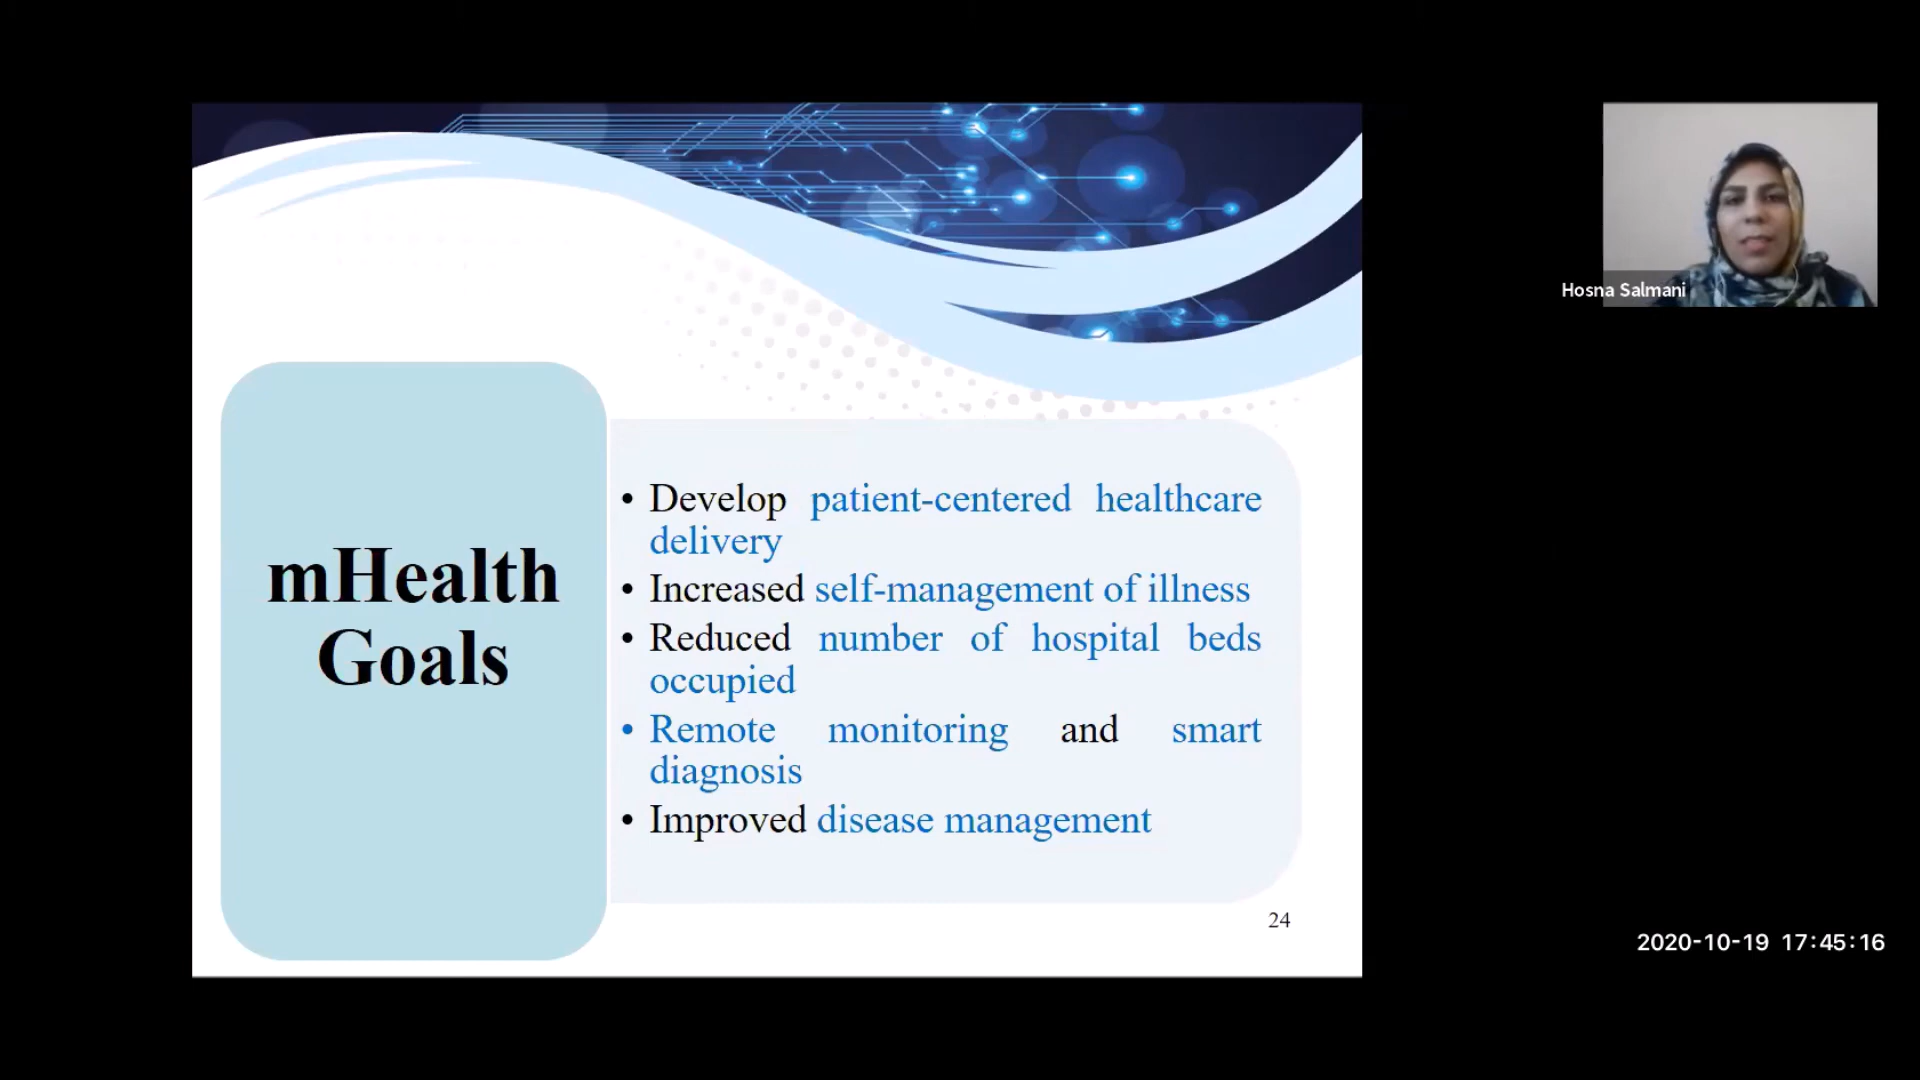 Hosna Salmani
mHealth
Goals
• Develop patient-centered healthcare
delivery
• Increased self-management of illness
• Reduced number of hospital beds
occupied
• Remote monitoring and smart
diagnosis
• Improved disease management
24
2020-10-19 17:45:16